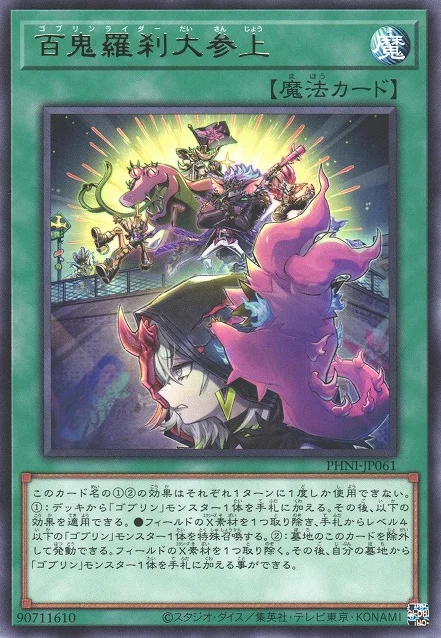 ゴブリンライダー だい さん じょう
百鬼羅刹大参上
魔
まほう
【魔法カード】
PHNI-JP061
このカード名の①②の効果はそれぞれ1ターンに1度しか使用できない。
①:デッキから「ゴブリン」モンスター1体を手札に加える。その後、以下の
効果を適用できる。●フィールドのX素材を1つ取り除き、手札からレベル4
以下の「ゴブリン」モンスター1体を特殊召喚する。②:墓地のこのカードを除外
して発動できる。フィールドのX素材を1つ取り除く。その後、自分の墓地から
「ゴブリン」モンスター1体を手札に加える事ができる。
90711610
©スタジオ・ダイス/集英社・テレビ東京・KONAMI